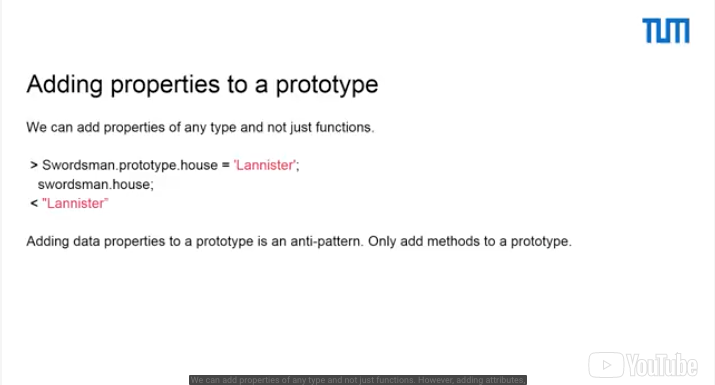 TUM
Adding properties to a prototype
We can add properties of any type and not just functions.
> Swordsman.prototype.house = 'Lannister';
swordsman.house;
< "Lannister”
Adding data properties to a prototype is an anti-pattern. Only add methods to a prototype.
YouTube
We can add properties of any type and not just functions. However, adding attributes,